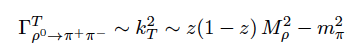 Γ^T_{ρ^0→π^+π^-} ∼ k_T^2 ∼ z(1 − z) M_ρ^2 − m_π^2